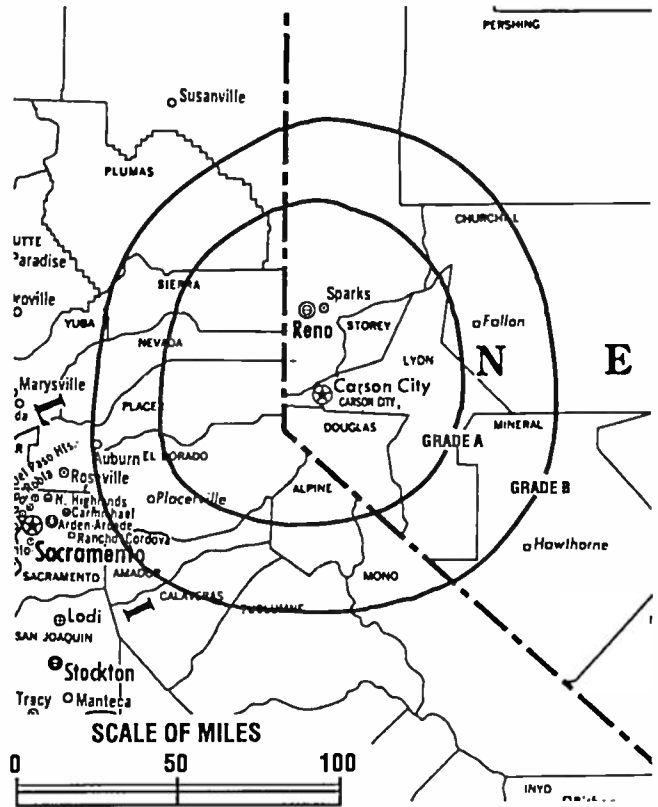 PERSHING
Susanville
PLUMAS
CHURCHILL
UTTE
Paradise
SIERRA
Sparks
Reno
STOREY
Fallon
YUBA
NEVADA
LYON
N E
Marysville
Carson City
CARSON CITY
PLACER
MINERAL
DOUGLAS
GRADE A
Auburn
EL DORADO
Roseville
ALPINE
GRADE B
N. Highlands
Placerville
Carmichael
Arden-Arcade
Rancho Cordova
Hawthorne
Sacramento
SACRAMENTO
AMADOR
MONO
CALAVERAS
TUOLUMNE
Lodi
SAN JOAQUIN
Stockton
Tracy
Manteca
SCALE OF MILES
0 50 100
INYO